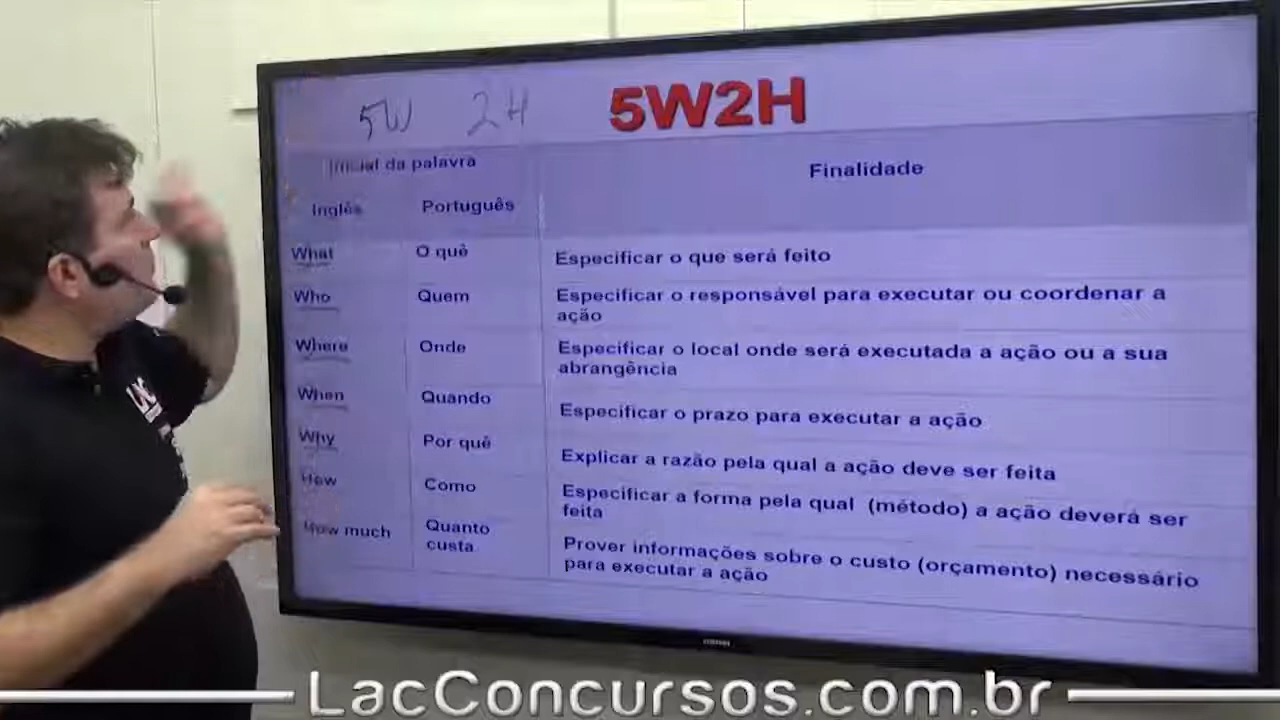 5W 2H 5W2H
Inicial da palavra
Finalidade
Inglês Português
What O quê Especificar o que será feito
Who Quem Especificar o responsável para executar ou coordenar a
ação
Where Onde Especificar o local onde será executada a ação ou a sua
abrangência
When Quando Especificar o prazo para executar a ação
Why Por quê Explicar a razão pela qual a ação deve ser feita
How Como Especificar a forma pela qual (método) a ação deverá ser
feita
How much Quanto
custa
Prover informações sobre o custo (orçamento) necessário
para executar a ação
LAC
SAMSUNG
LacConcursos.com.br